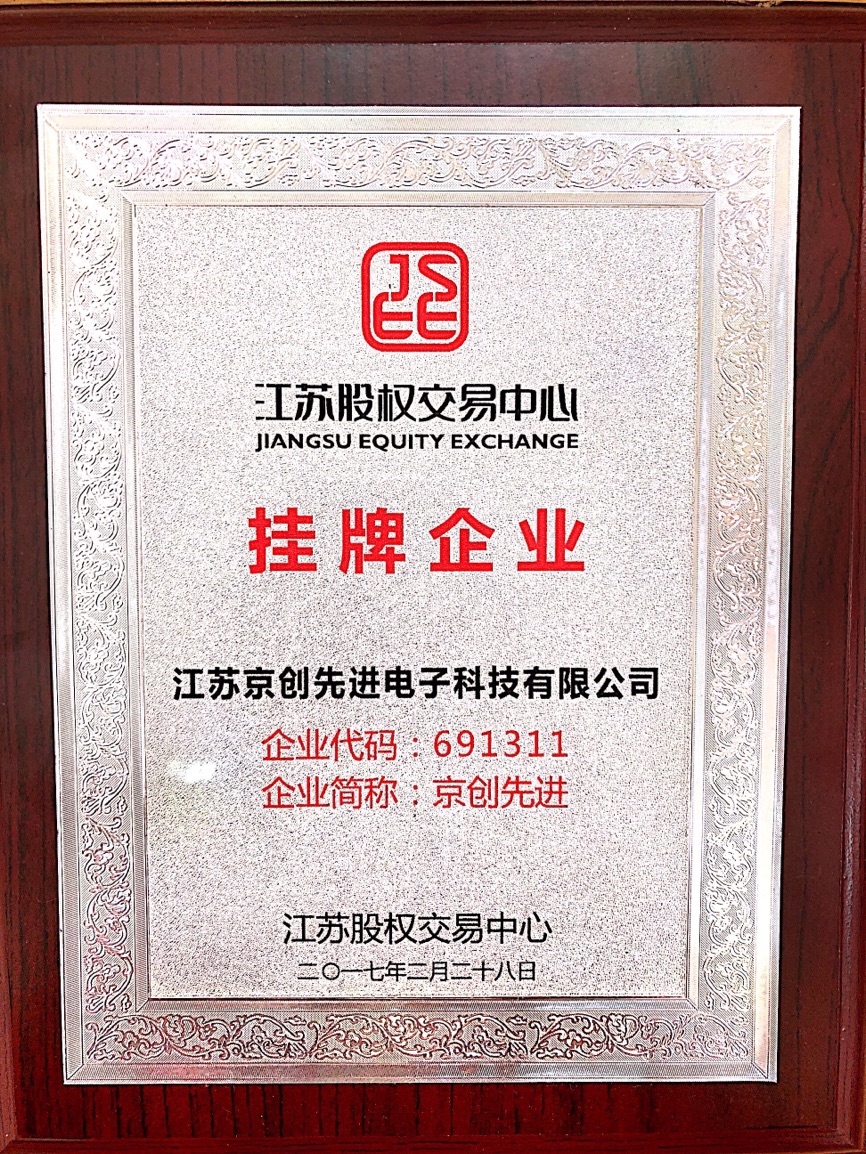 JS
EE
江苏股权交易中心
JIANGSU EQUITY EXCHANGE
挂牌企业
江苏京创先进电子科技有限公司
企业代码：691311
企业简称：京创先进
江苏股权交易中心
二〇一七年二月二十八日